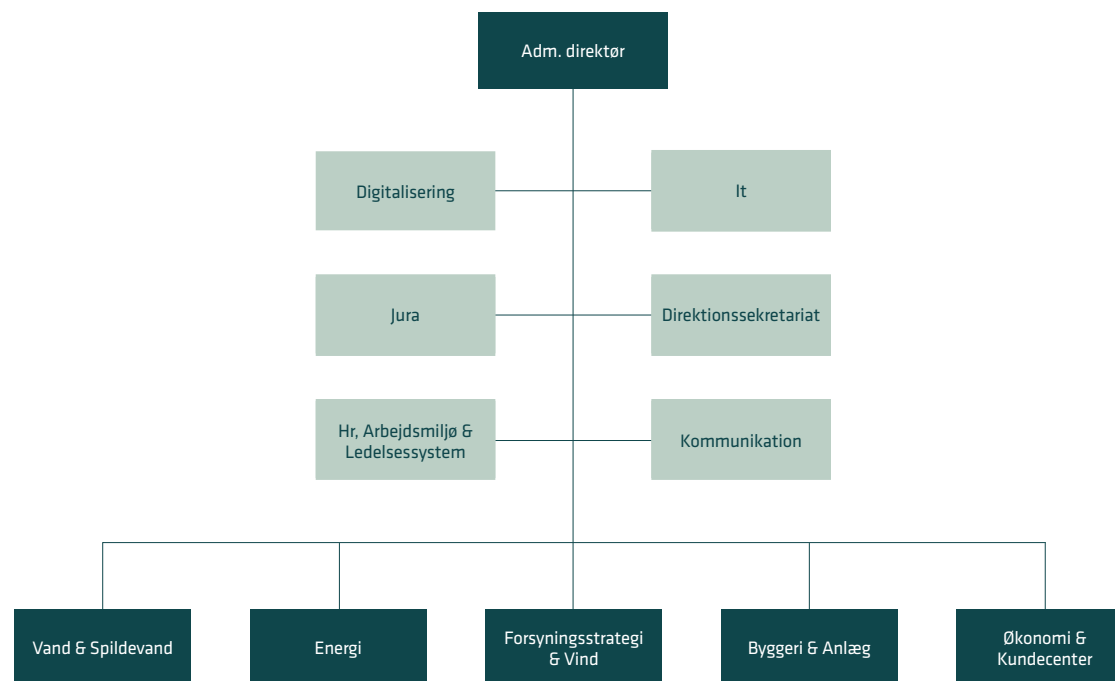 Adm. direktør
Digitalisering
It
Jura
Direktionssekretariat
Hr, Arbejdsmiljø &
Ledelsessystem
Kommunikation
Vand & Spildevand
Energi
Forsyningsstrategi
& Vind
Byggeri & Anlæg
Økonomi &
Kundecenter